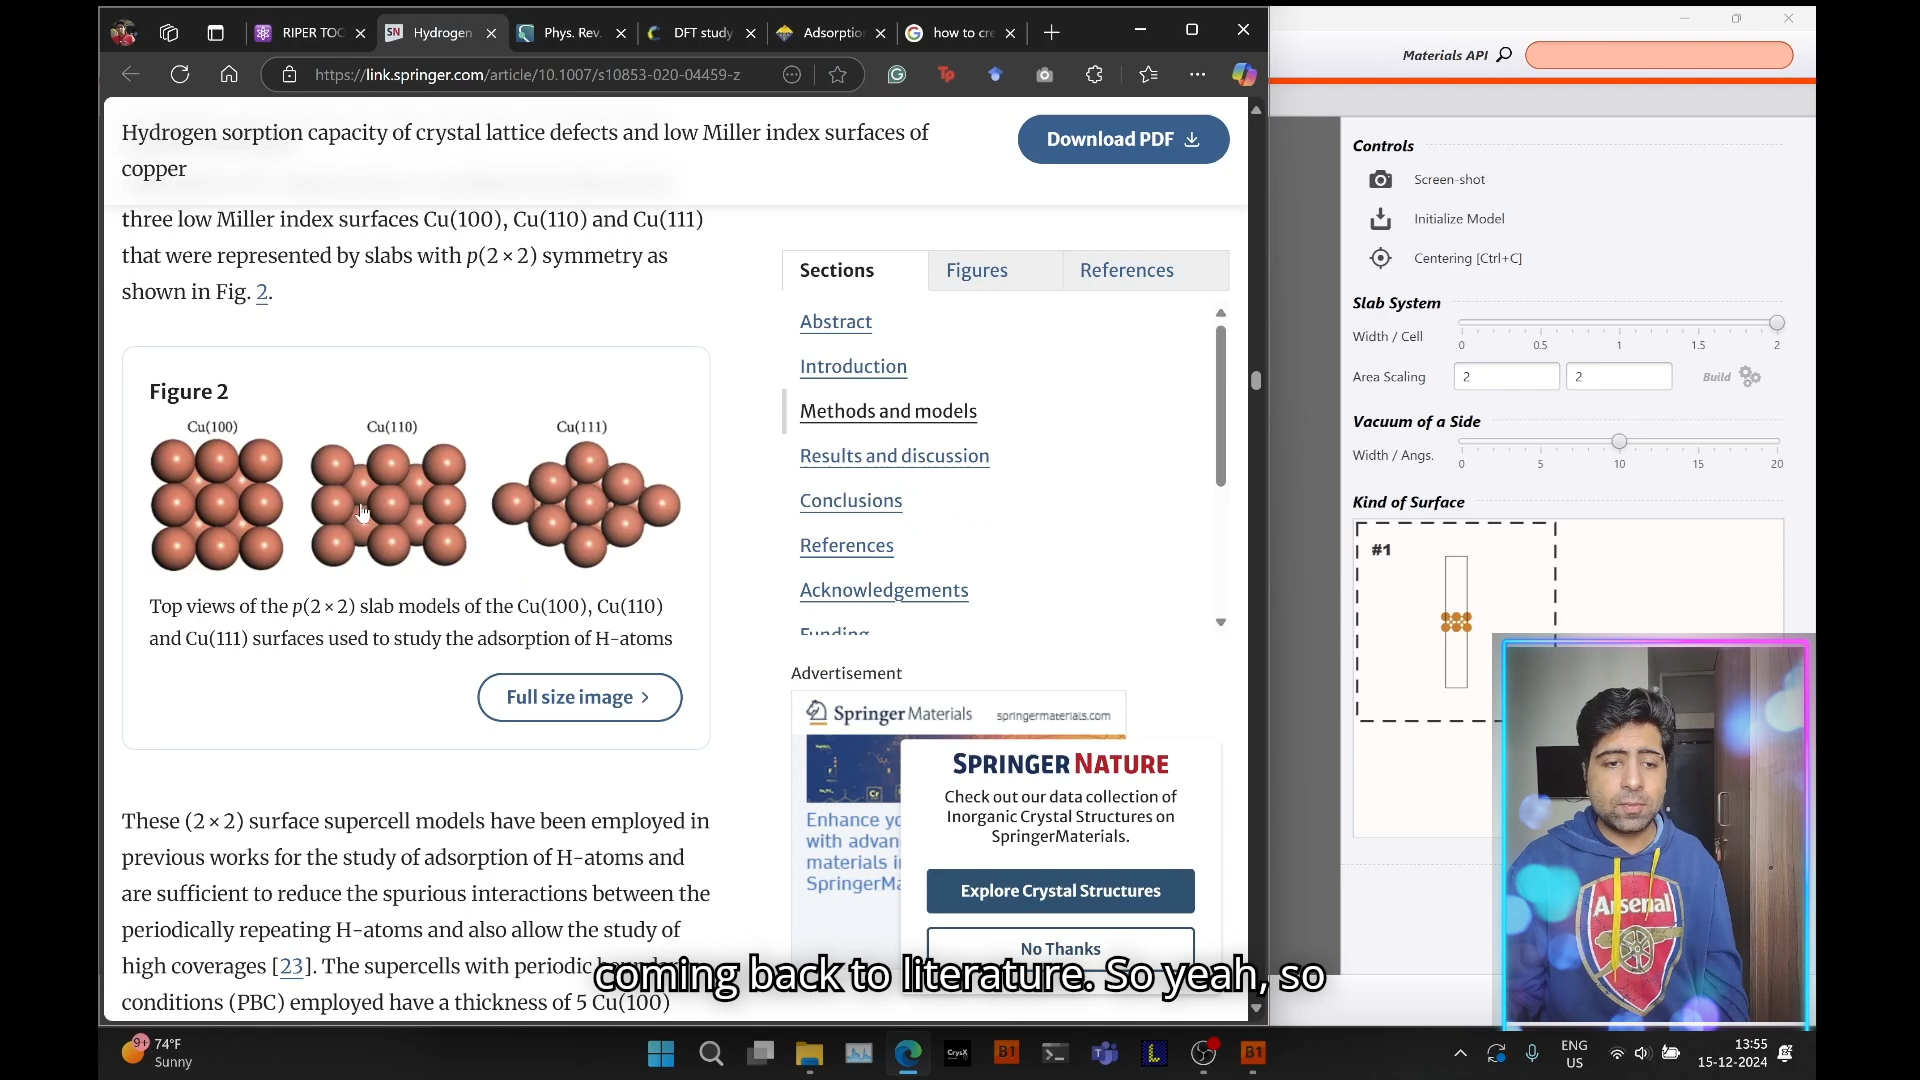 RIPER TOO
SN Hydrogen
Phys. Rev.
DFT study
Adsorption
how to cre
https://link.springer.com/article/10.1007/s10853-020-04459-z
Hydrogen sorption capacity of crystal lattice defects and low Miller index surfaces of
copper
Download PDF
three low Miller index surfaces Cu(100), Cu(110) and Cu(111)
that were represented by slabs with p(2 × 2) symmetry as
shown in Fig. 2.
Figure 2
Cu(100) Cu(110) Cu(111)
Top views of the p(2 × 2) slab models of the Cu(100), Cu(110)
and Cu(111) surfaces used to study the adsorption of H-atoms
Full size image
These (2 × 2) surface supercell models have been employed in
previous works for the study of adsorption of H-atoms and
are sufficient to reduce the spurious interactions between the
periodically repeating H-atoms and also allow the study of
high coverages [23]. The supercells with periodic
conditions (PBC) employed have a thickness of 5 Cu(100)
Sections Figures References
Abstract
Introduction
Methods and models
Results and discussion
Conclusions
References
Acknowledgements
Funding
Advertisement
Springer Materials springermaterials.com
Enhance yo
with advan
materials in
SpringerMa
SPRINGER NATURE
Check out our data collection of
Inorganic Crystal Structures on
SpringerMaterials.
Explore Crystal Structures
No Thanks
coming back to literature. So yeah, so
Materials API
Controls
Screen-shot
Initialize Model
Centering [Ctrl+C]
Slab System
Width / Cell
0 0.5 1 1.5 2
Area Scaling 2 2 Build
Vacuum of a Side
Width / Angs.
0 5 10 15 20
Kind of Surface
#1
Arsenal
9+ 74°F
Sunny
CrysX
B1
L
B1
ENG
US
13:55
15-12-2024